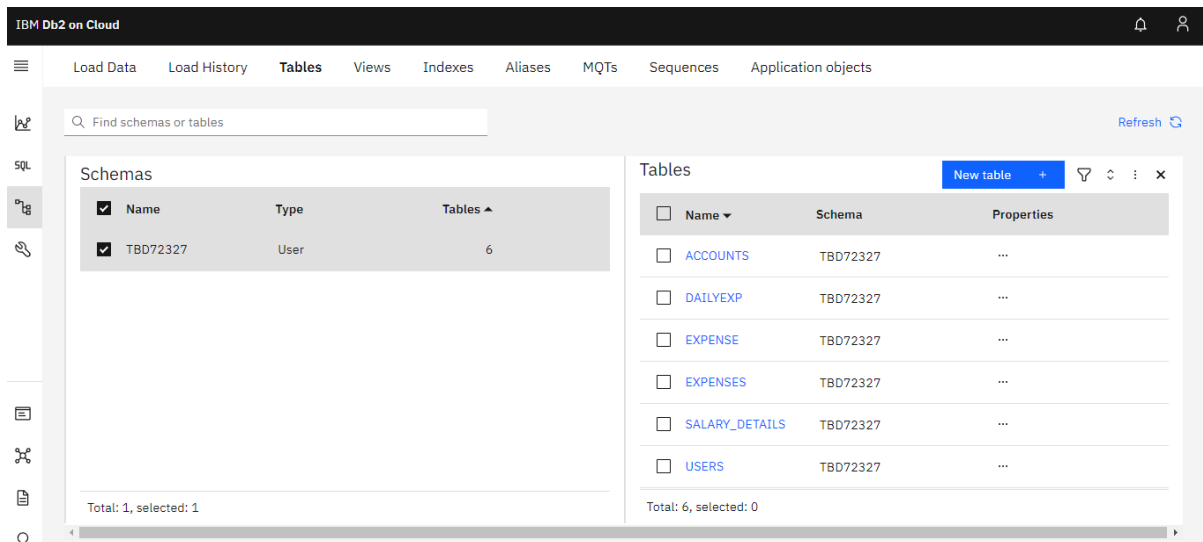 IBM Db2 on Cloud
Load Data Load History Tables Views Indexes Aliases MQTs Sequences Application objects
Find schemas or tables
Refresh
SQL
Schemas
Name Type Tables
TBD72327 User 6
Total: 1, selected: 1
Tables
New table +
Name Schema Properties
ACCOUNTS TBD72327 ...
DAILYEXP TBD72327 ...
EXPENSE TBD72327 ...
EXPENSES TBD72327 ...
SALARY_DETAILS TBD72327 ...
USERS TBD72327 ...
Total: 6, selected: 0